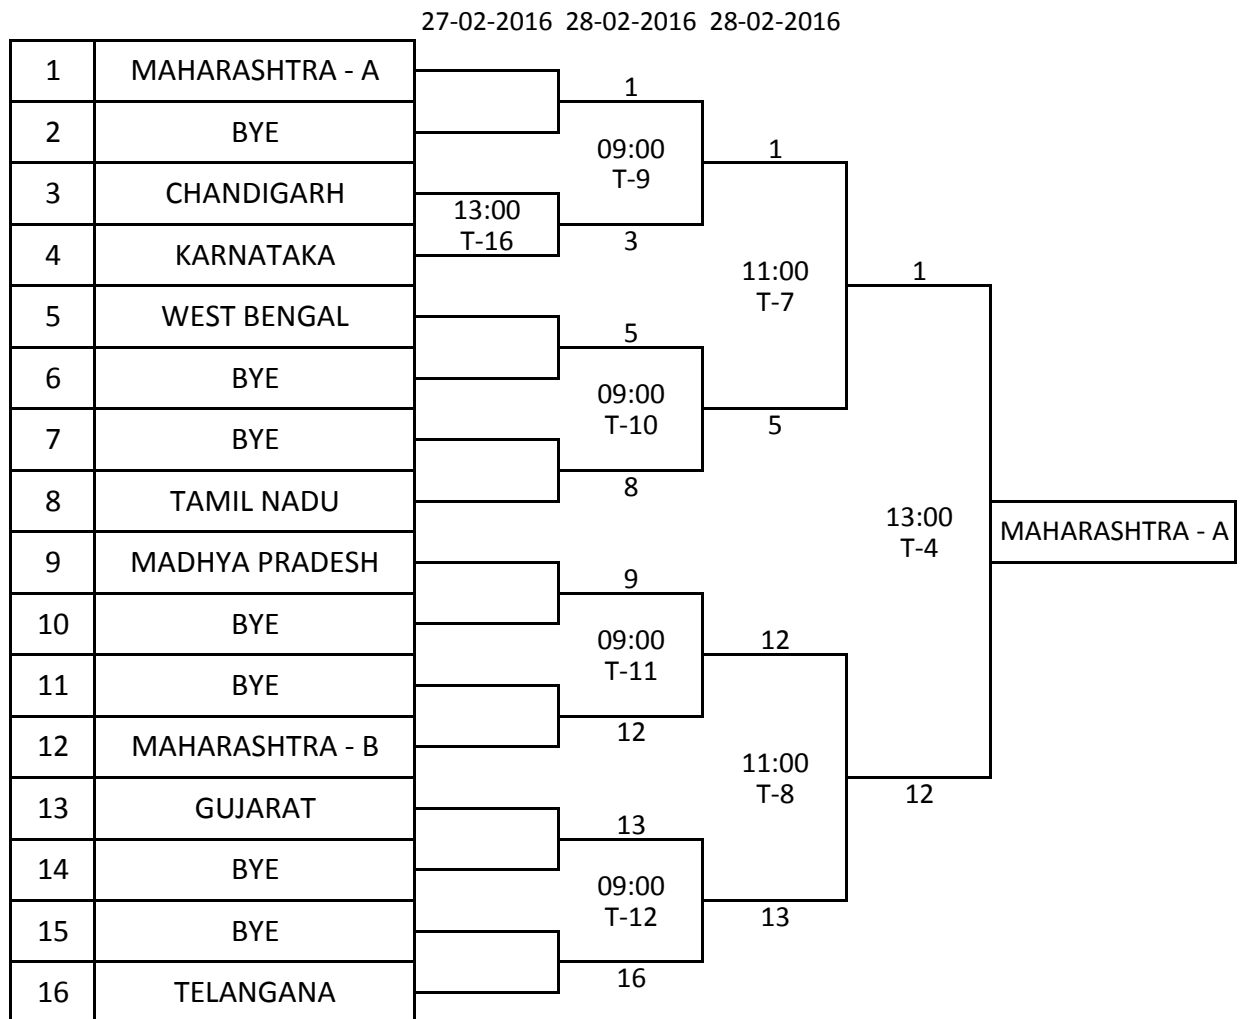 27-02-2016 28-02-2016 28-02-2016
1 MAHARASHTRA - A
1
2 BYE
09:00
T-9
1
3 CHANDIGARH
13:00
T-16
3
4 KARNATAKA
11:00
T-7
1
5 WEST BENGAL
5
6 BYE
09:00
T-10
5
7 BYE
8 TAMIL NADU
8
13:00
T-4
MAHARASHTRA - A
9 MADHYA PRADESH
9
10 BYE
09:00
T-11
12
11 BYE
12 MAHARASHTRA - B
12
11:00
T-8
12
13 GUJARAT
13
14 BYE
09:00
T-12
13
15 BYE
16 TELANGANA
16